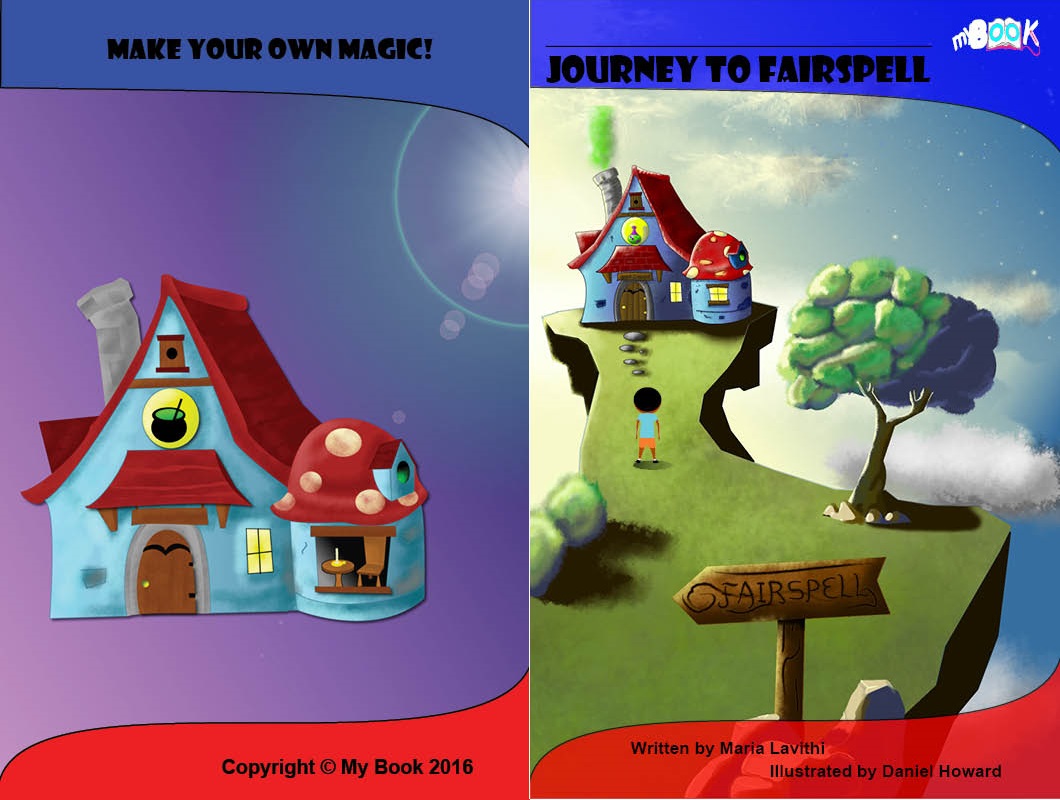 MAKE YOUR OWN MAGIC!
Copyright © My Book 2016
myBOOK
JOURNEY TO FAIRSPELL
FAIRSPELL
Written by Maria Lavithi
Illustrated by Daniel Howard